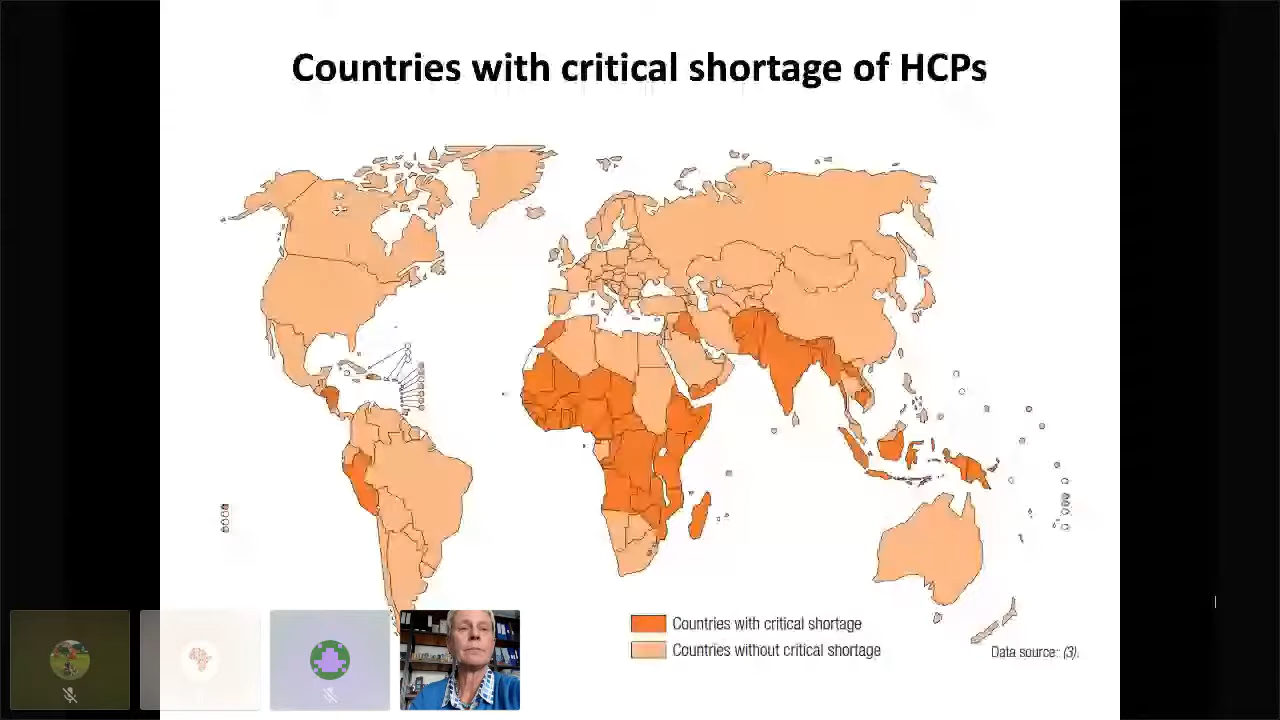 Countries with critical shortage of HCPs
Countries with critical shortage
Countries without critical shortage
Data source: (3).